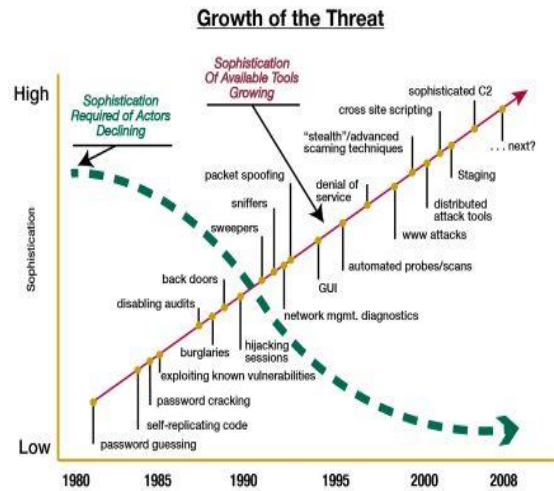 Growth of the Threat
High
Sophistication
Required of Actors
Declining
Sophistication
Of Available Tools
Growing
sophisticated C2
cross site scripting
"stealth"/advanced
scaming techniques
. . . next?
packet spoofing
denial of
service
Staging
sniffers
distributed
attack tools
sweepers
www attacks
Sophistication
back doors
automated probes/scans
disabling audits
GUI
network mgmt. diagnostics
burglaries
hijacking
sessions
exploiting known vulnerabilities
password cracking
self-replicating code
Low
password guessing
1980
1985
1990
1995
2000
2008